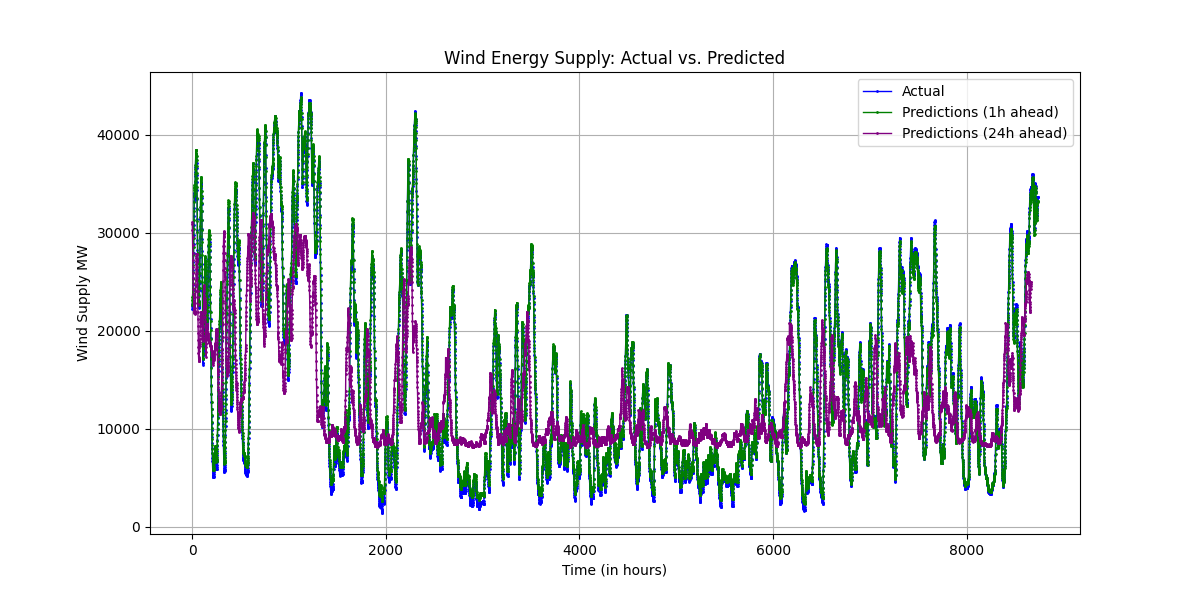 Wind Energy Supply: Actual vs. Predicted
Actual
Predictions (1h ahead)
Predictions (24h ahead)
Wind Supply MW
40000
30000
20000
10000
0
0 2000 4000 6000 8000
Time (in hours)